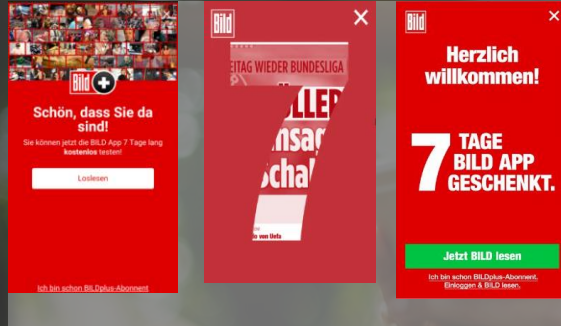 Bild
Schön, dass Sie da
sind!
Sie können jetzt die BILD App 7 Tage lang
kostenlos testen!
Loslesen
Ich bin schon BILDplus-Abonnent
Bild
EITAG WIEDER BUNDESLIGA
7
Bild
Herzlich
willkommen!
7 TAGE
BILD APP
GESCHENKT.
Jetzt BILD lesen
Ich bin schon BILDplus-Abonnent.
Einloggen & BILD lesen.